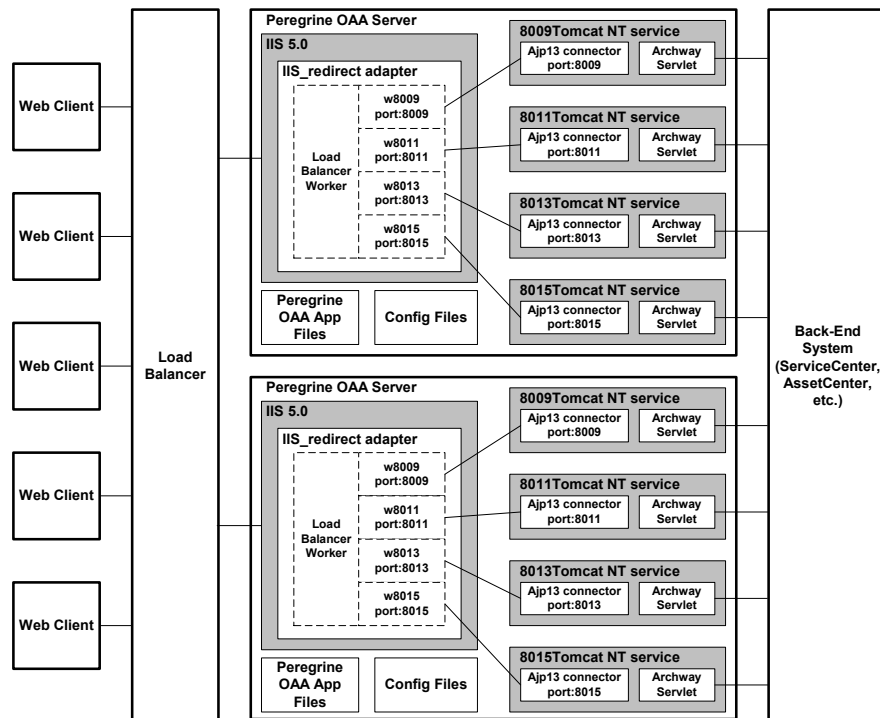 Web Client
Web Client
Web Client
Web Client
Web Client
Load
Balancer
Peregrine OAA Server
IIS 5.0
IIS_redirect adapter
Load
Balancer
Worker
w8009
port:8009
w8011
port:8011
w8013
port:8013
w8015
port:8015
Peregrine
OAA App
Files
Config Files
8009Tomcat NT service
Ajp13 connector
port:8009
Archway
Servlet
8011Tomcat NT service
Ajp13 connector
port:8011
Archway
Servlet
8013Tomcat NT service
Ajp13 connector
port:8013
Archway
Servlet
8015Tomcat NT service
Ajp13 connector
port:8015
Archway
Servlet
Peregrine OAA Server
IIS 5.0
IIS_redirect adapter
Load
Balancer
Worker
w8009
port:8009
w8011
port:8011
w8013
port:8013
w8015
port:8015
Peregrine
OAA App
Files
Config Files
8009Tomcat NT service
Ajp13 connector
port:8009
Archway
Servlet
8011Tomcat NT service
Ajp13 connector
port:8011
Archway
Servlet
8013Tomcat NT service
Ajp13 connector
port:8013
Archway
Servlet
8015Tomcat NT service
Ajp13 connector
port:8015
Archway
Servlet
Back-End
System
(ServiceCenter,
AssetCenter,
etc.)